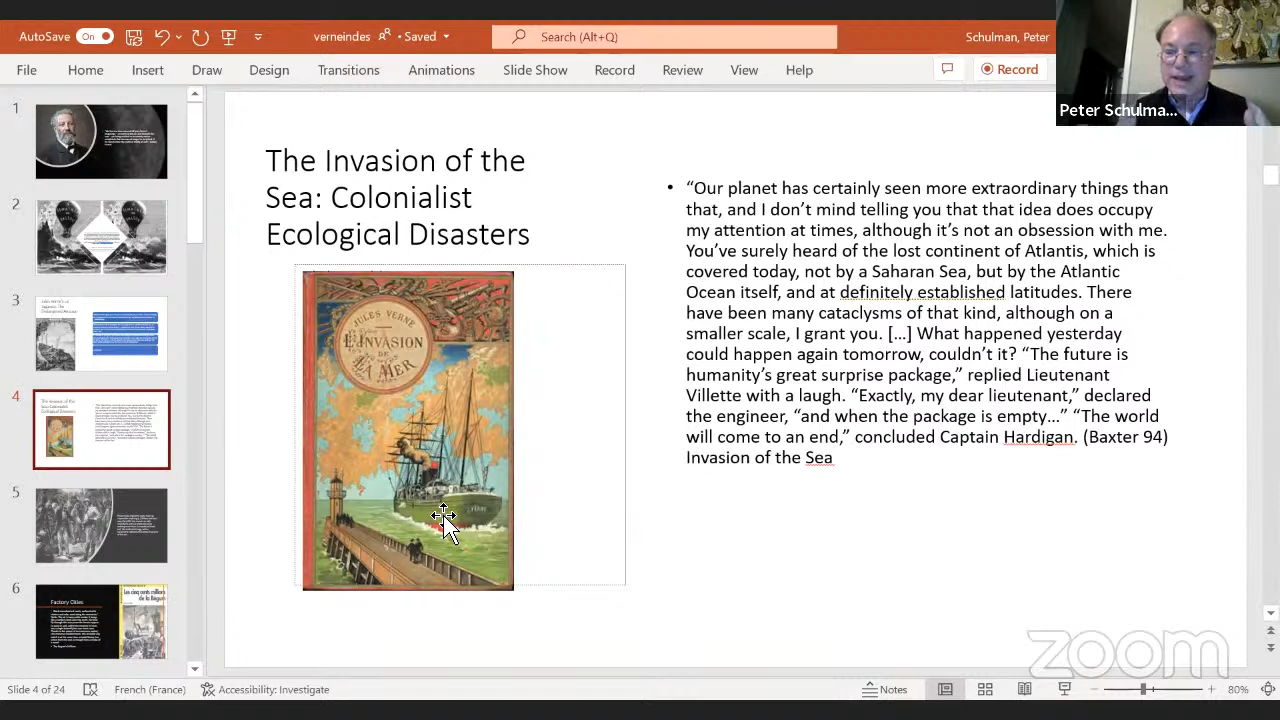 AutoSave On verneindes • Saved Search (Alt+Q) Schulman, Peter
File Home Insert Draw Design Transitions Animations Slide Show Record Review View Help Record
Peter Schulma...
1
2
3
4
5
6
Factory Cities
Les cinq cents millions
de la Bégum
The Invasion of the
Sea: Colonialist
Ecological Disasters
JULES VERNE
L'INVASION
DE
LA MER
• “Our planet has certainly seen more extraordinary things than
that, and I don’t mind telling you that that idea does occupy
my attention at times, although it’s not an obsession with me.
You’ve surely heard of the lost continent of Atlantis, which is
covered today, not by a Saharan Sea, but by the Atlantic
Ocean itself, and at definitely established latitudes. There
have been many cataclysms of that kind, although on a
smaller scale, I grant you. […] What happened yesterday
could happen again tomorrow, couldn’t it? “The future is
humanity’s great surprise package,” replied Lieutenant
Villette with a laugh. “Exactly, my dear lieutenant,” declared
the engineer, “and when the package is empty…” “The world
will come to an end,” concluded Captain Hardigan. (Baxter 94)
Invasion of the Sea
zoom
Slide 4 of 24 French (France) Accessibility: Investigate Notes 80%